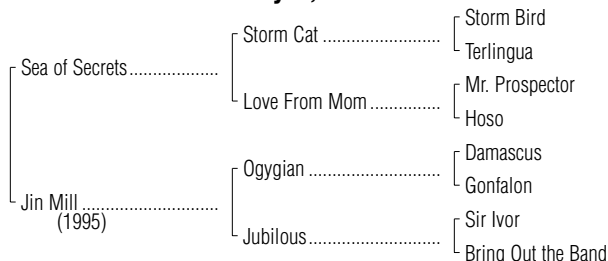 Storm Bird
Storm Cat ........................
Terlingua
Sea of Secrets..................
Mr. Prospector
Love From Mom ..............
Hoso
Damascus
Ogygian ...........................
Gonfalon
Jin Mill ............................
(1995)
Sir Ivor
Jubilous...........................
Bring Out the Band